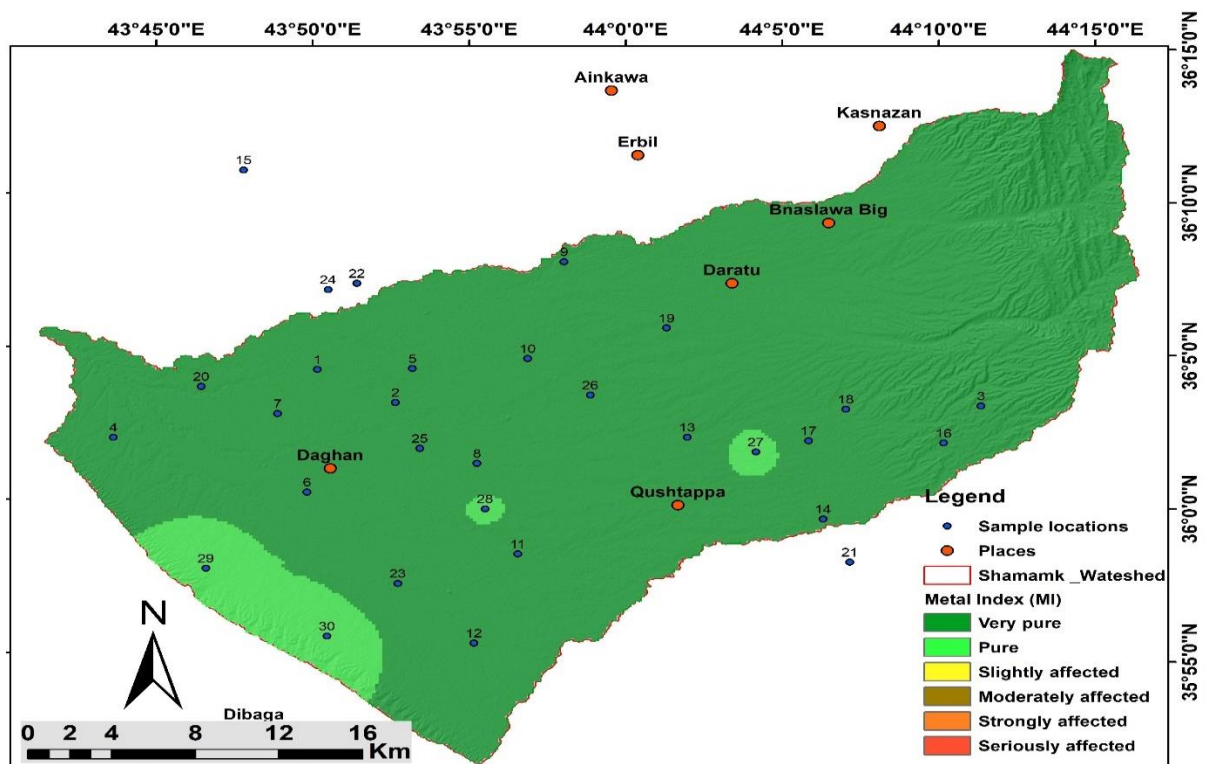 43°45'0"E 43°50'0"E 43°55'0"E 44°0'0"E 44°5'0"E 44°10'0"E 44°15'0"E
36°15'0"N
Ainkawa
Kasnazan
Erbil
15
36°10'0"N
Bnaslawa Big
9
Daratu
24 22
19
36°5'0"N
10
1 5
20
26
2
7
18 3
4
13
17 16
25
27
8
Daghan
6
Qushtappa
28
36°0'0"N
14
11
21
29
23
30
12
35°55'0"N
N
Dibaga
0 2 4 8 12 16
Km
Legend
Sample locations
Places
Shamamk _Wateshed
Metal Index (MI)
Very pure
Pure
Slightly affected
Moderately affected
Strongly affected
Seriously affected